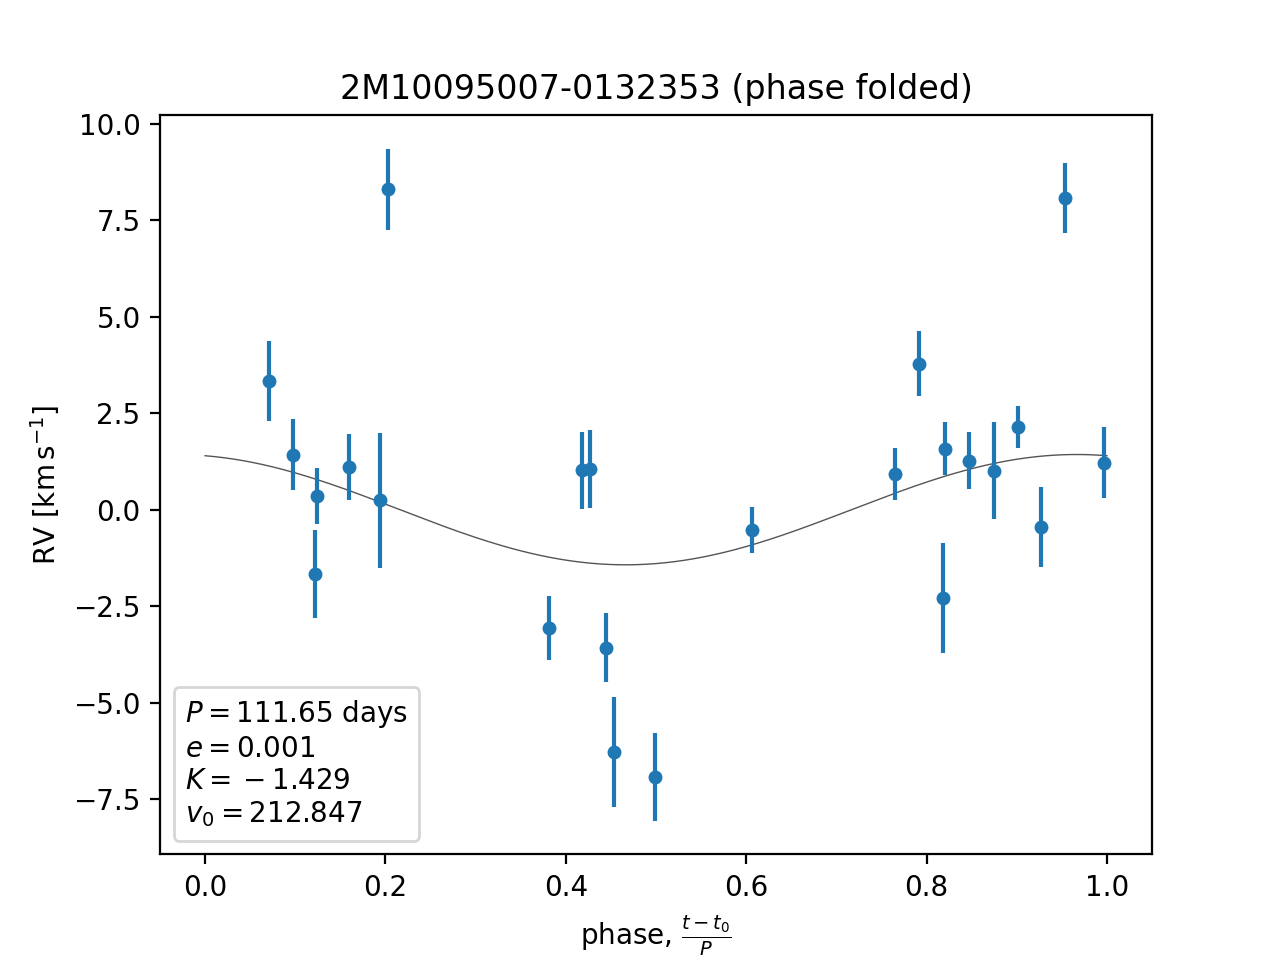 2M10095007-0132353 (phase folded)
RV [km s⁻¹]
10.0
7.5
5.0
2.5
0.0
−2.5
−5.0
−7.5
P = 111.65 days
e = 0.001
K = −1.429
v₀ = 212.847
0.0 0.2 0.4 0.6 0.8 1.0
phase, (t − t₀)/P